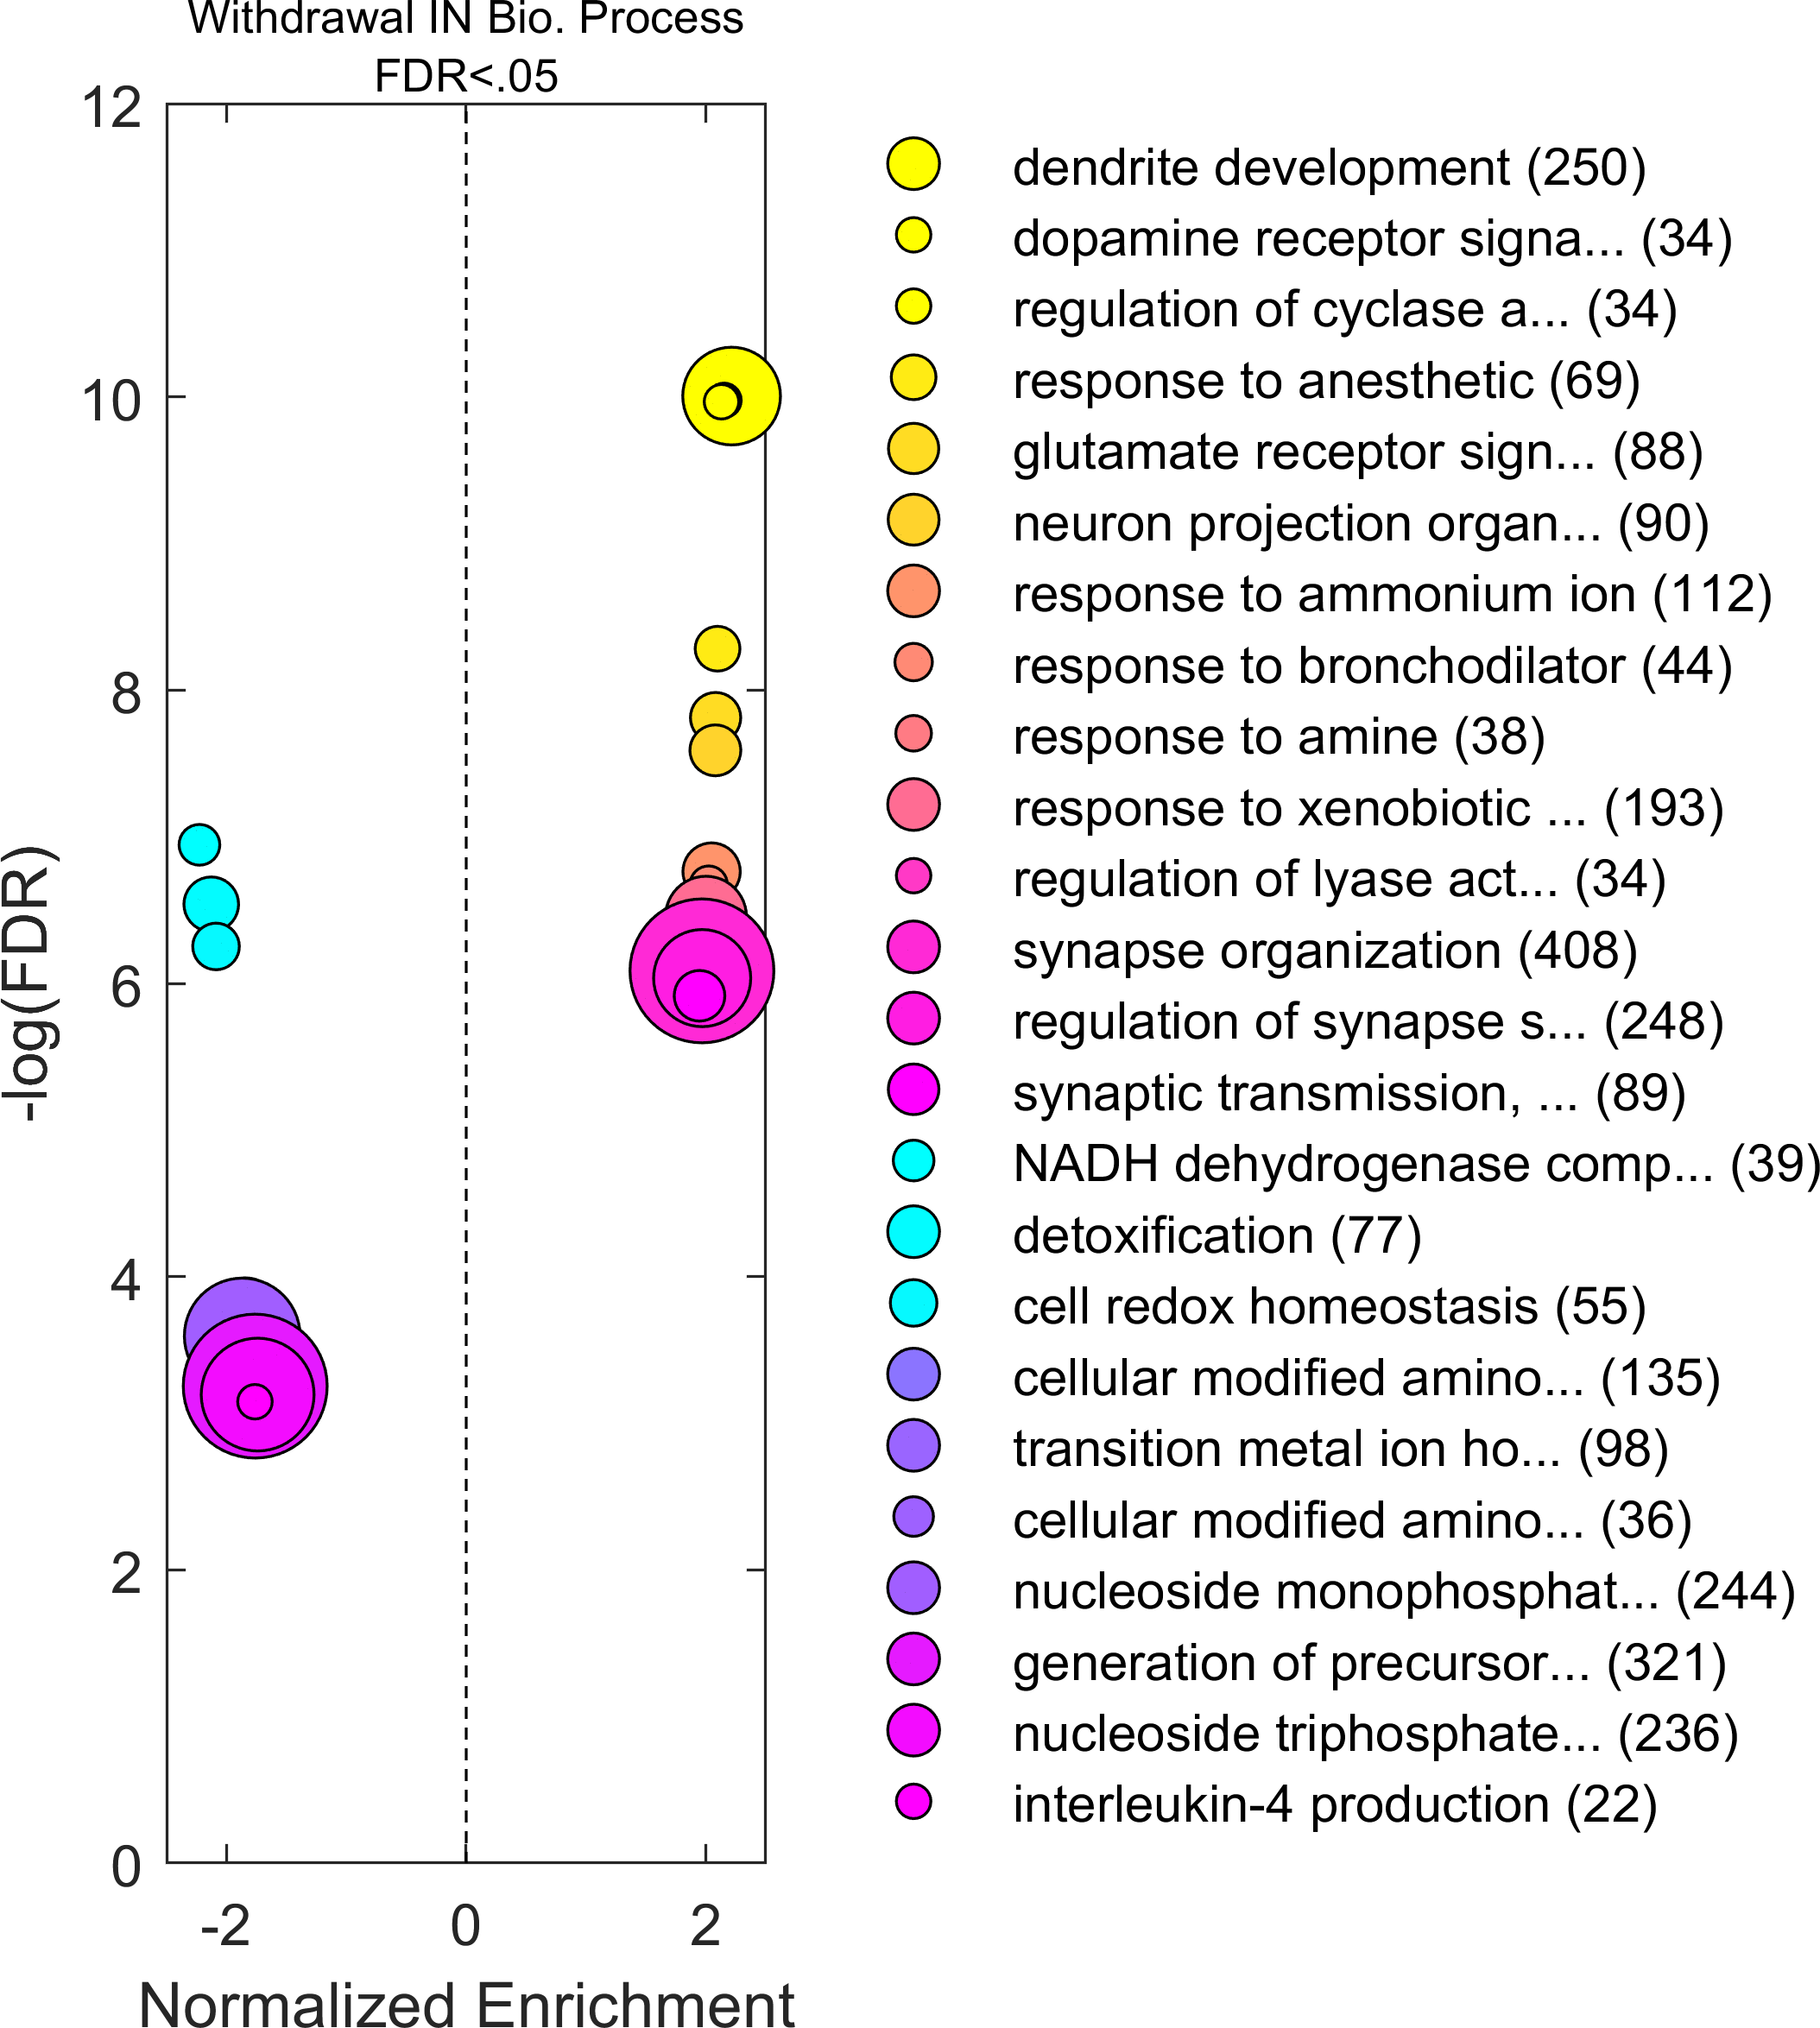 Withdrawal IN Bio. Process
FDR<.05
12
10
8
6
4
2
0
-log(FDR)
-2
0
2
Normalized Enrichment
dendrite development (250)
dopamine receptor signa... (34)
regulation of cyclase a... (34)
response to anesthetic (69)
glutamate receptor sign... (88)
neuron projection organ... (90)
response to ammonium ion (112)
response to bronchodilator (44)
response to amine (38)
response to xenobiotic ... (193)
regulation of lyase act... (34)
synapse organization (408)
regulation of synapse s... (248)
synaptic transmission, ... (89)
NADH dehydrogenase comp... (39)
detoxification (77)
cell redox homeostasis (55)
cellular modified amino... (135)
transition metal ion ho... (98)
cellular modified amino... (36)
nucleoside monophosphat... (244)
generation of precursor... (321)
nucleoside triphosphate... (236)
interleukin-4 production (22)